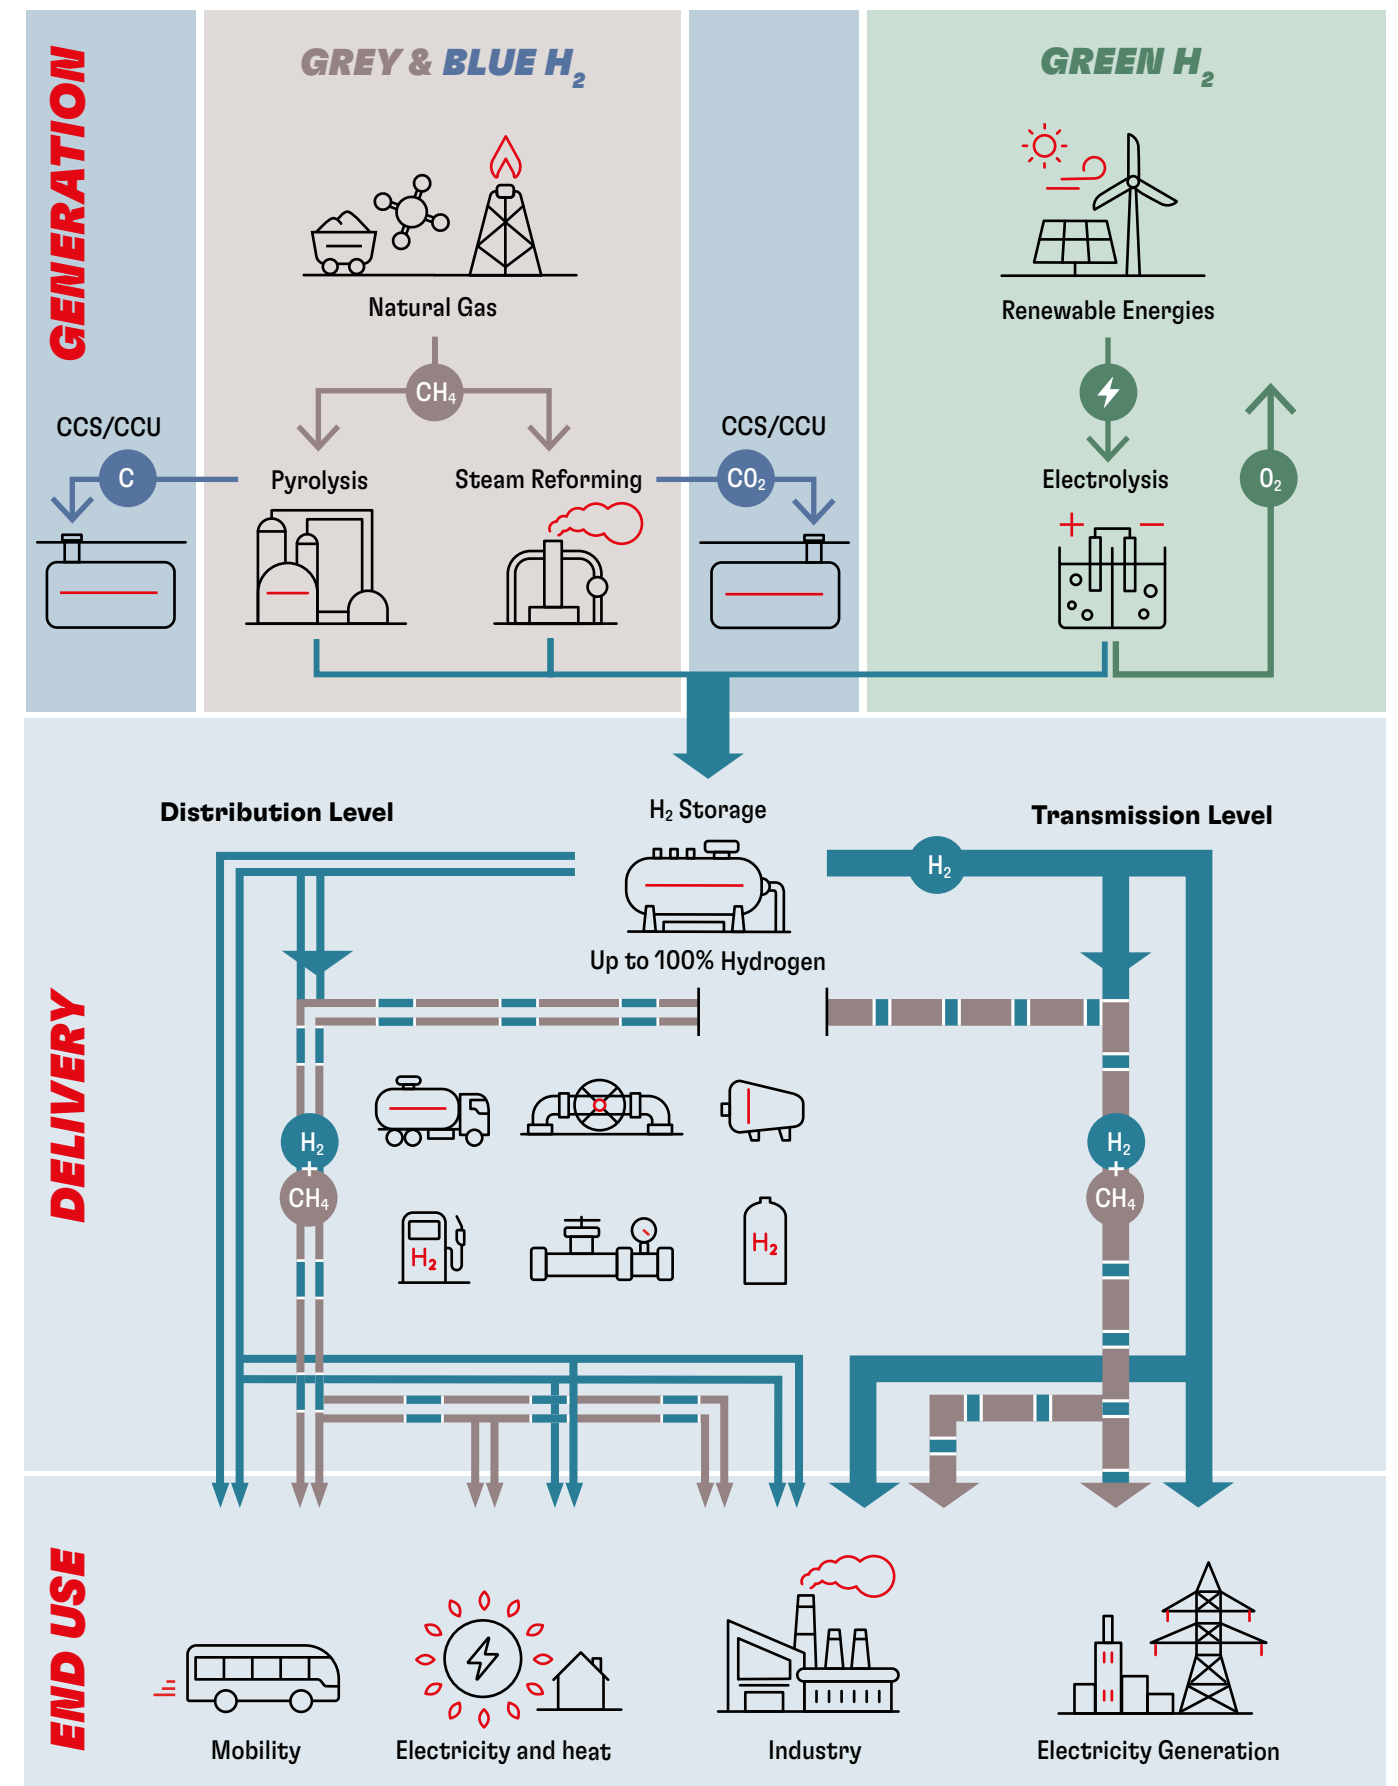 GENERATION
GREY & BLUE H₂
GREEN H₂
Natural Gas
Renewable Energies
CH₄
CCS/CCU
CCS/CCU
C
Pyrolysis
Steam Reforming
CO₂
Electrolysis
O₂
+ −
DELIVERY
Distribution Level
H₂ Storage
Transmission Level
H₂
Up to 100% Hydrogen
H₂
+
CH₄
H₂
+
CH₄
H₂
H₂
END USE
Mobility
Electricity and heat
Industry
Electricity Generation